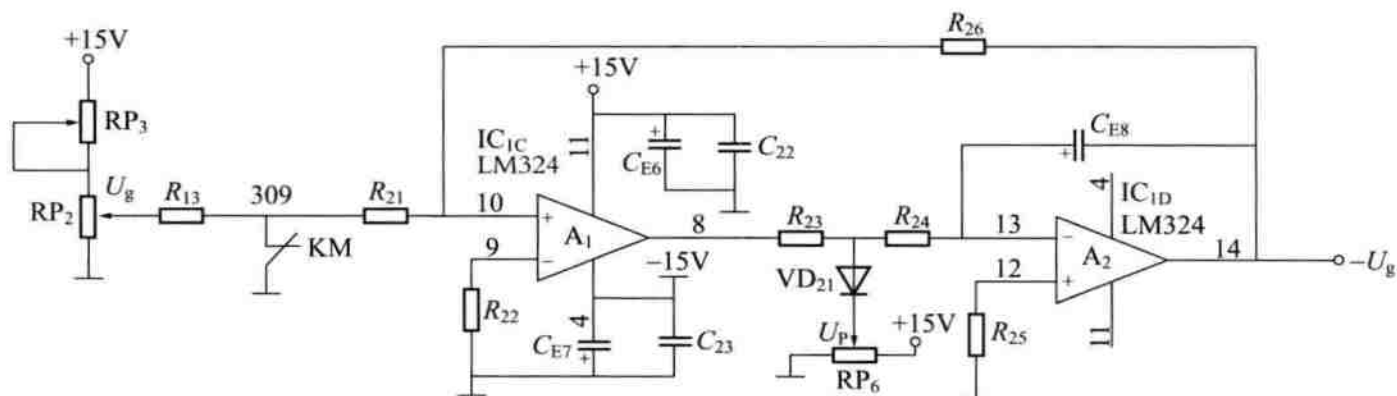 R26
+15V
+15V
RP3
IC1C
LM324
11
+
CE6
C22
CE8
+
4
IC1D
LM324
Ug
R13
309
R21
RP2
10
+
A1
8
R23
R24
13
−
A2
14
−Ug
KM
9
−
−15V
VD21
12
+
R22
4
CE7
+
C23
UP
+15V
RP6
R25
11